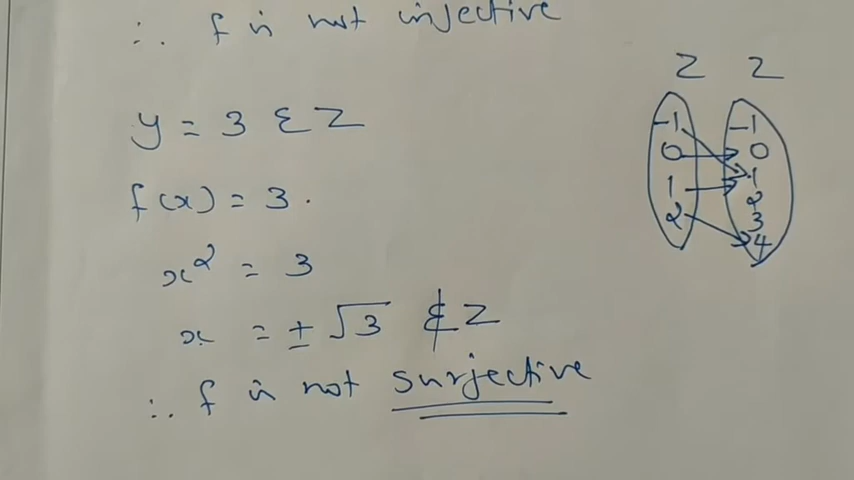 ∴ f is not injective
y = 3 ∈ Z
f(x) = 3.
x² = 3
x = ± √3 ∉ Z
∴ f is not surjective
Z Z
-1 -1
0 0
1 1
2 2
3
4